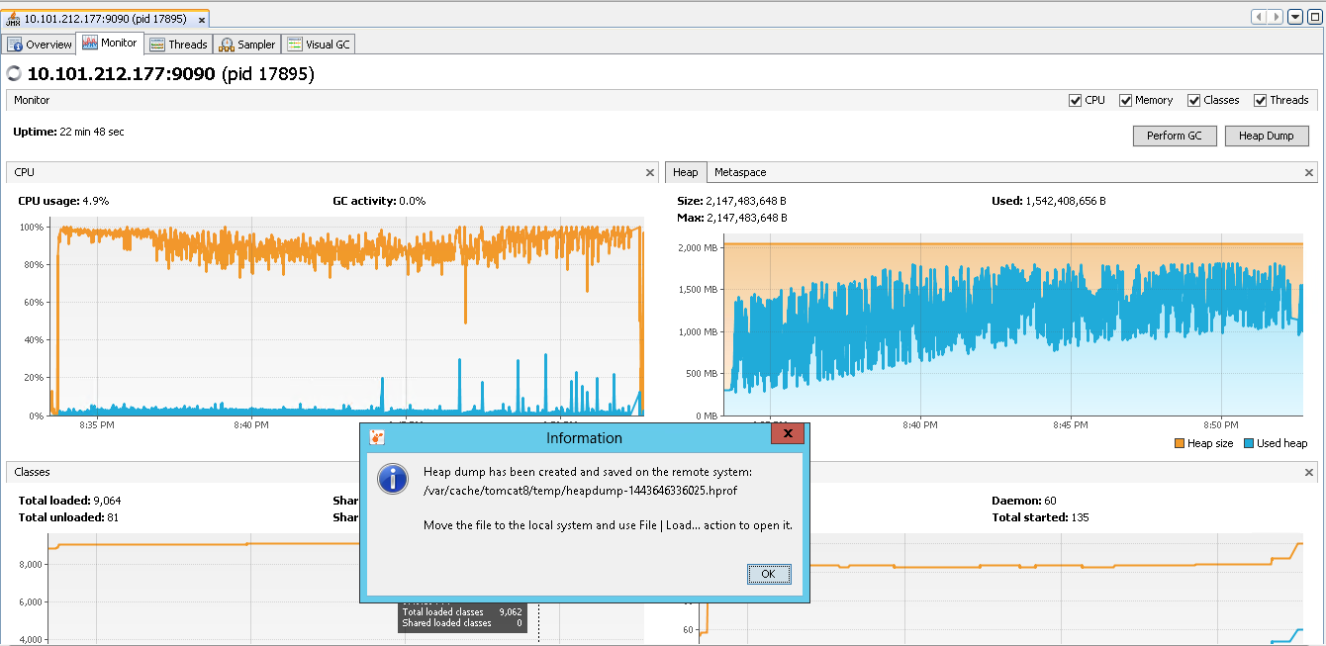 10.101.212.177:9090 (pid 17895) x
Overview Monitor Threads Sampler Visual GC
10.101.212.177:9090 (pid 17895)
Monitor CPU Memory Classes Threads
Uptime: 22 min 48 sec
Perform GC Heap Dump
CPU
CPU usage: 4.9% GC activity: 0.0%
100%
80%
60%
40%
20%
0%
8:35 PM 8:40 PM
Heap Metaspace
Size: 2,147,483,648 B Used: 1,542,408,656 B
Max: 2,147,483,648 B
2,000 MB
1,500 MB
1,000 MB
500 MB
0 MB
8:40 PM 8:45 PM 8:50 PM
Heap size Used heap
Information
Heap dump has been created and saved on the remote system:
/var/cache/tomcat8/temp/heapdump-1443646336025.hprof
Move the file to the local system and use File | Load... action to open it.
OK
Classes
Total loaded: 9,064 Shar
Total unloaded: 81 Shar
8,000
6,000
4,000
Total loaded classes 9,062
Shared loaded classes 0
Daemon: 60
Total started: 135
60